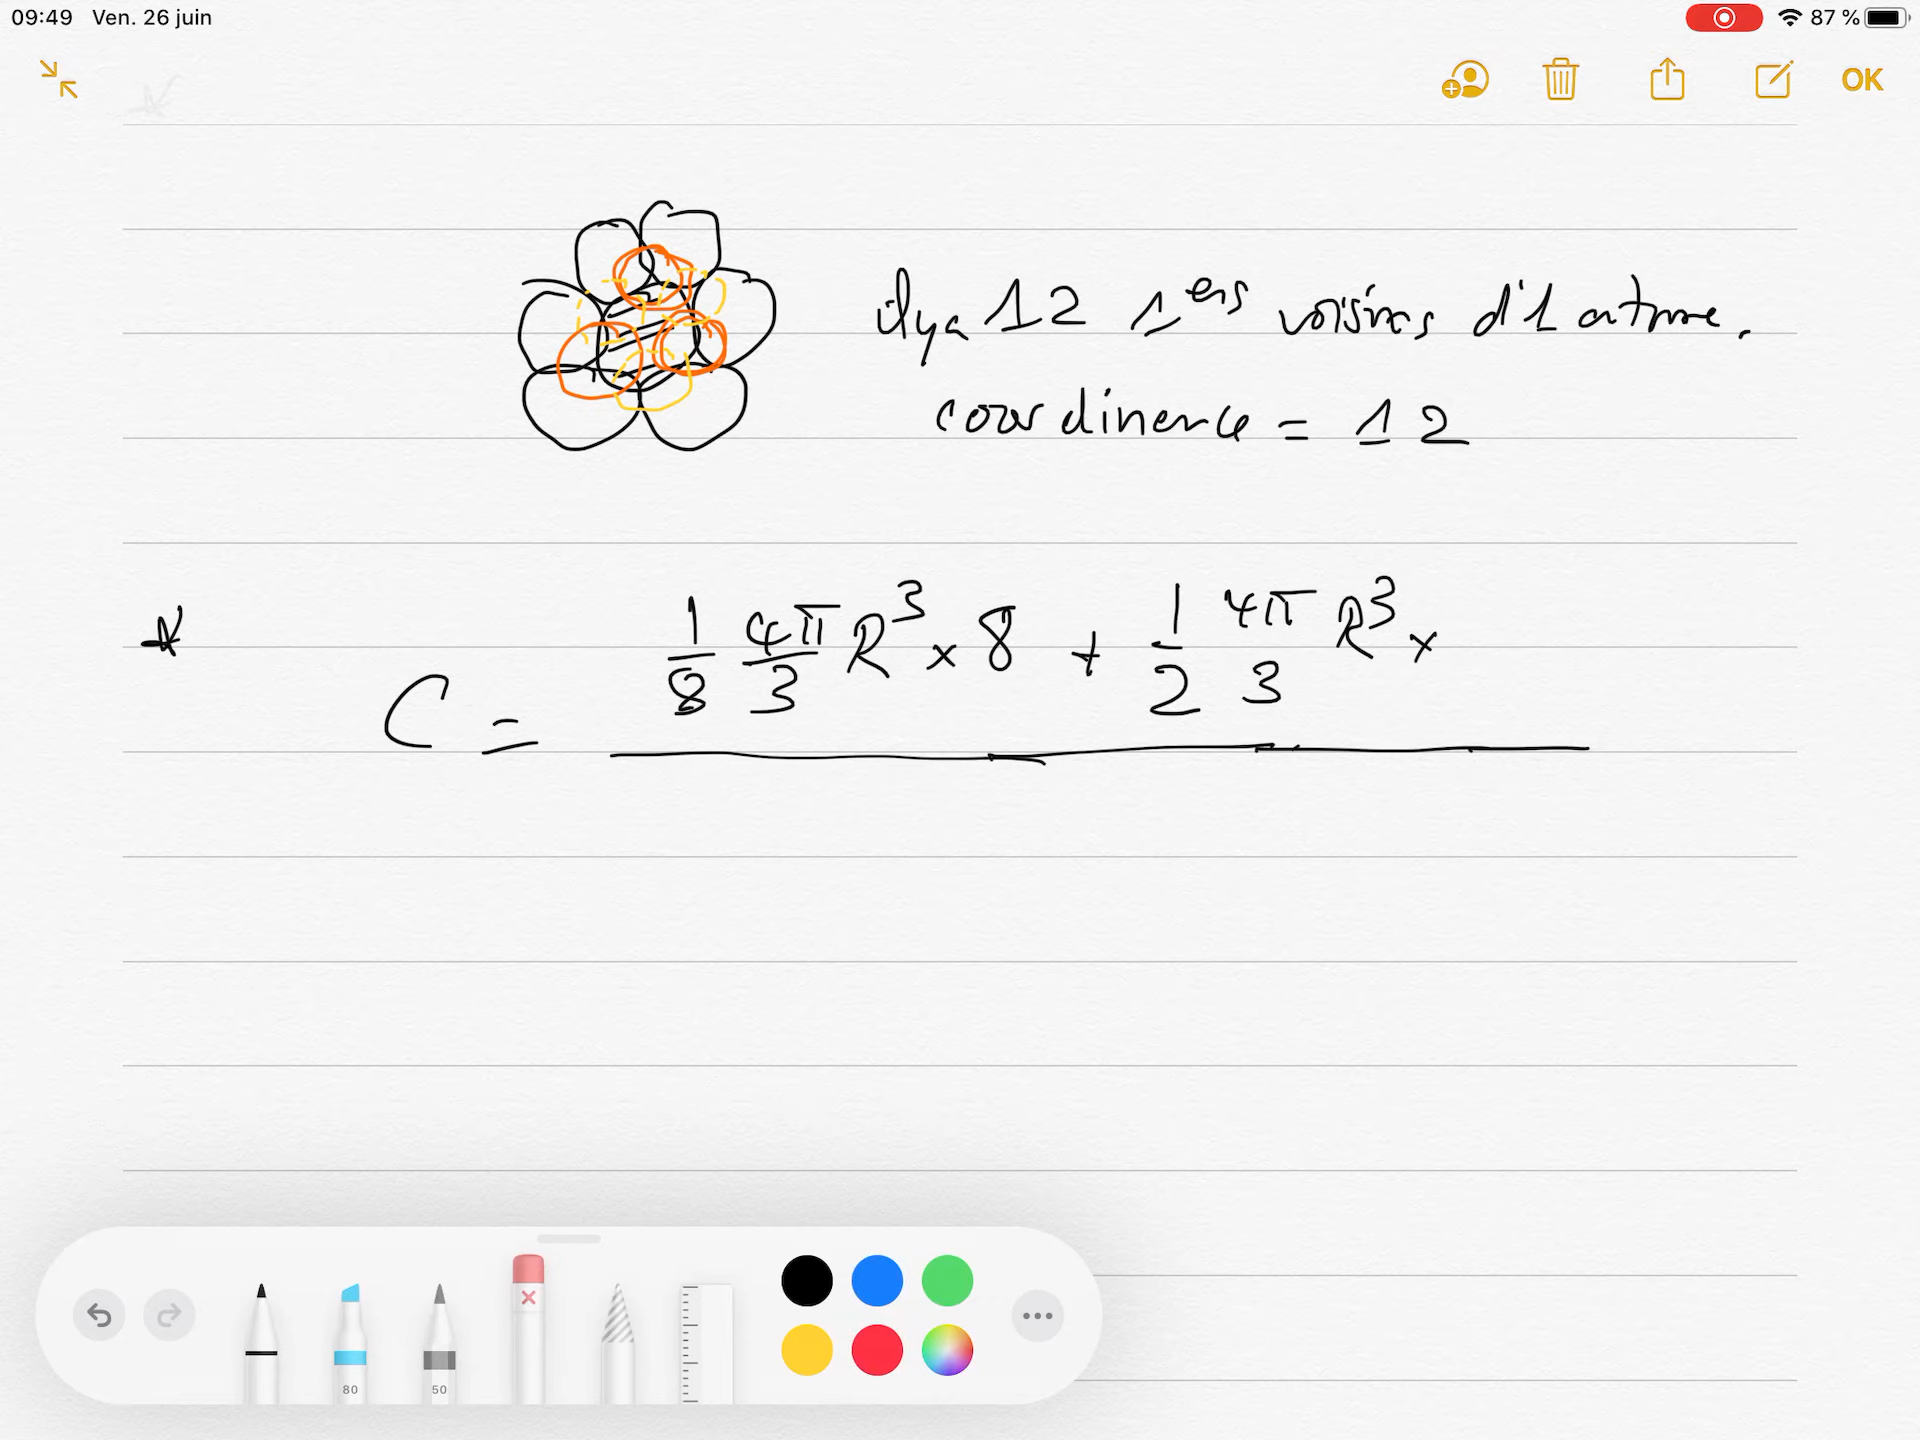 09:49 Ven. 26 juin 87 %
OK
il y a 12 1ers voisins d'1 atome.
coordinence = 12
* C = 1/8 4π/3 R³ × 8 + 1/2 4π/3 R³ ×
80 50